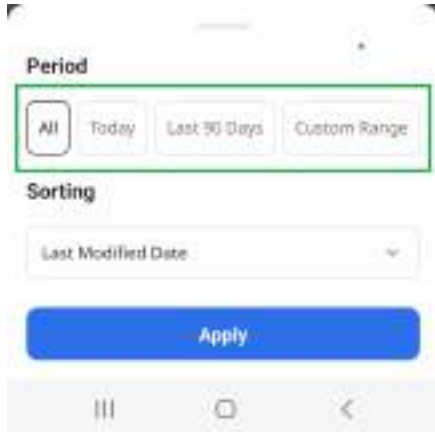 Period
All Today Last 90 Days Custom Range
Sorting
Last Modified Date
Apply